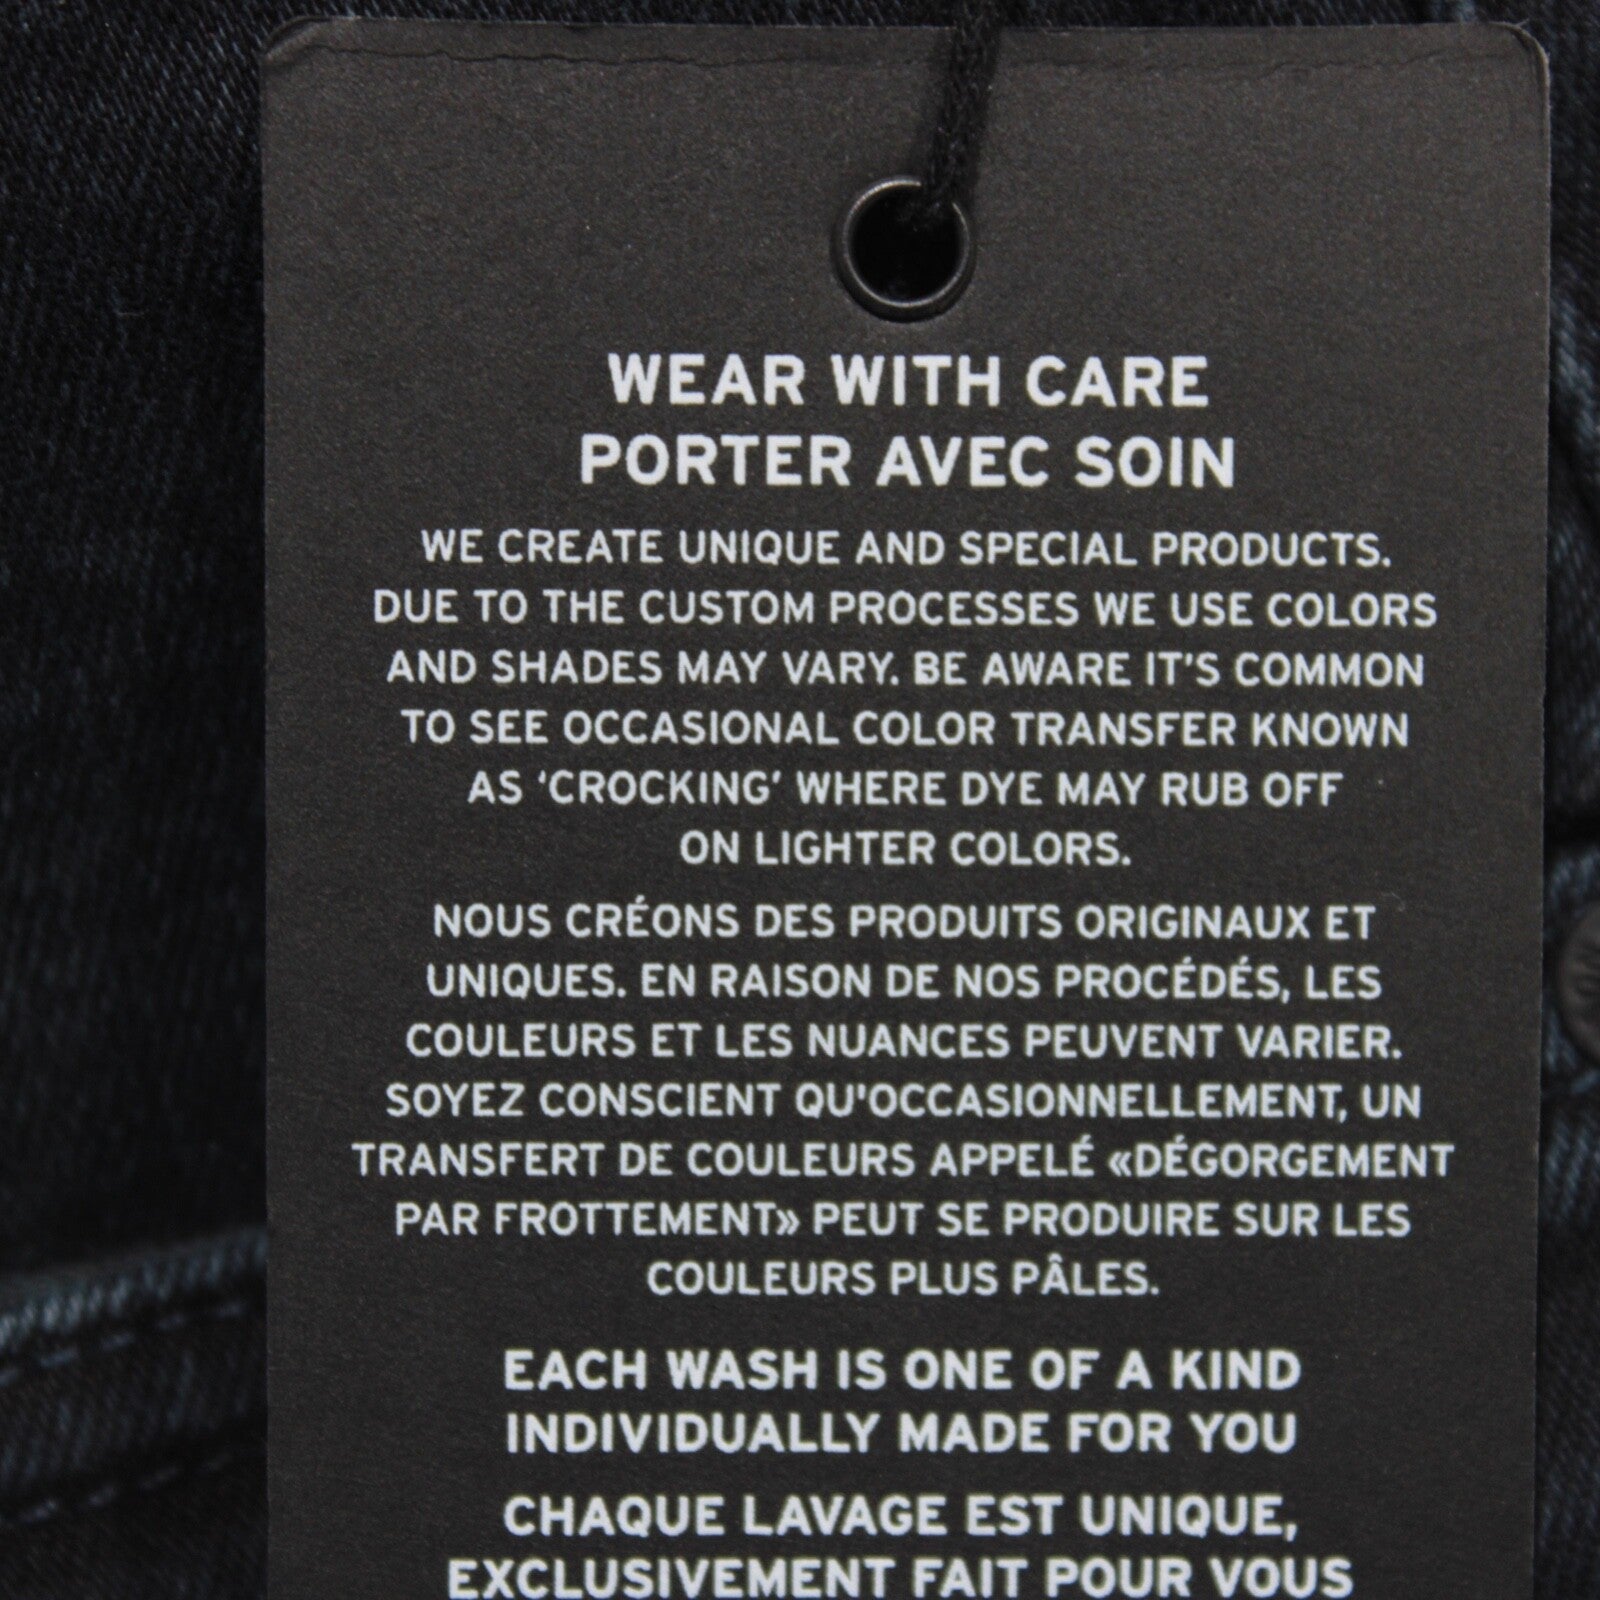 WEAR WITH CARE
PORTER AVEC SOIN
WE CREATE UNIQUE AND SPECIAL PRODUCTS.
DUE TO THE CUSTOM PROCESSES WE USE COLORS
AND SHADES MAY VARY. BE AWARE IT'S COMMON
TO SEE OCCASIONAL COLOR TRANSFER KNOWN
AS 'CROCKING' WHERE DYE MAY RUB OFF
ON LIGHTER COLORS.
NOUS CRÉONS DES PRODUITS ORIGINAUX ET
UNIQUES. EN RAISON DE NOS PROCÉDÉS, LES
COULEURS ET LES NUANCES PEUVENT VARIER.
SOYEZ CONSCIENT QU'OCCASIONNELLEMENT, UN
TRANSFERT DE COULEURS APPELÉ «DÉGORGEMENT
PAR FROTTEMENT» PEUT SE PRODUIRE SUR LES
COULEURS PLUS PÂLES.
EACH WASH IS ONE OF A KIND
INDIVIDUALLY MADE FOR YOU
CHAQUE LAVAGE EST UNIQUE,
EXCLUSIVEMENT FAIT POUR VOUS